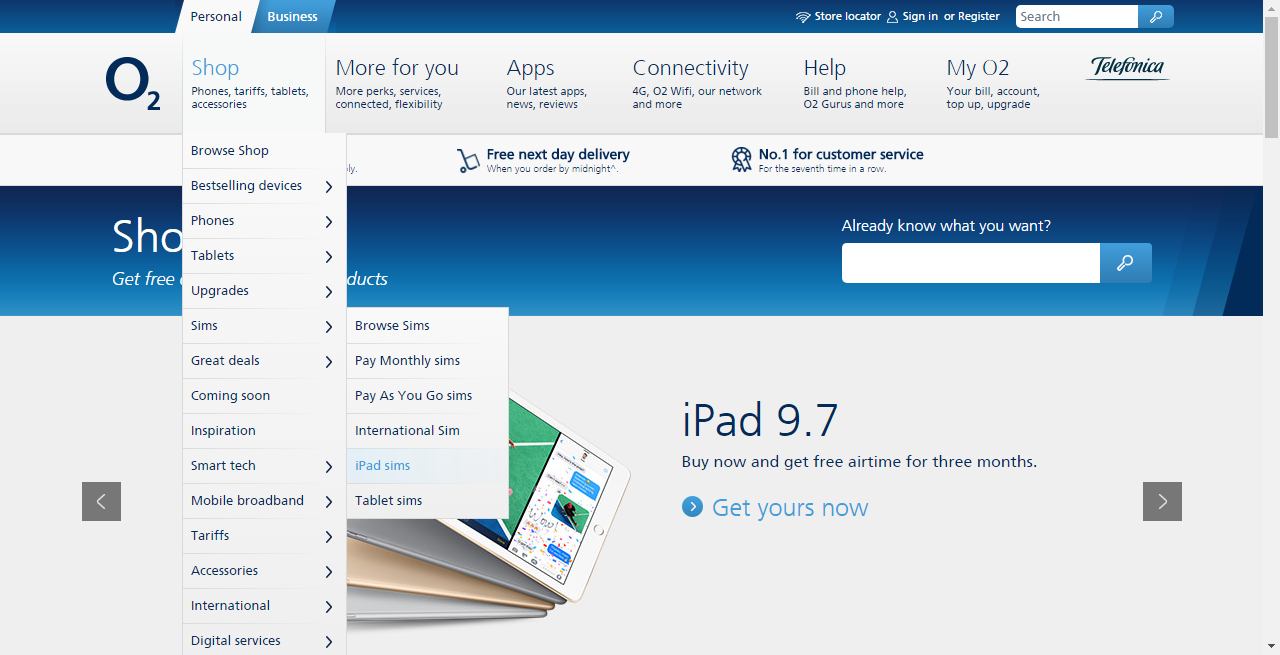 Personal
Business
Store locator
Sign in or Register
Search
O2
Shop
Phones, tariffs, tablets,
accessories
More for you
More perks, services,
connected, flexibility
Apps
Our latest apps,
news, reviews
Connectivity
4G, O2 Wifi, our network
and more
Help
Bill and phone help,
O2 Gurus and more
My O2
Your bill, account,
top up, upgrade
Telefónica
Free next day delivery
When you order by midnight^.
No.1 for customer service
For the seventh time in a row.
Already know what you want?
Get free
Browse Shop
Bestselling devices
Phones
Tablets
Upgrades
Sims
Great deals
Coming soon
Inspiration
Smart tech
Mobile broadband
Tariffs
Accessories
International
Digital services
Browse Sims
Pay Monthly sims
Pay As You Go sims
International Sim
iPad sims
Tablet sims
iPad 9.7
Buy now and get free airtime for three months.
Get yours now